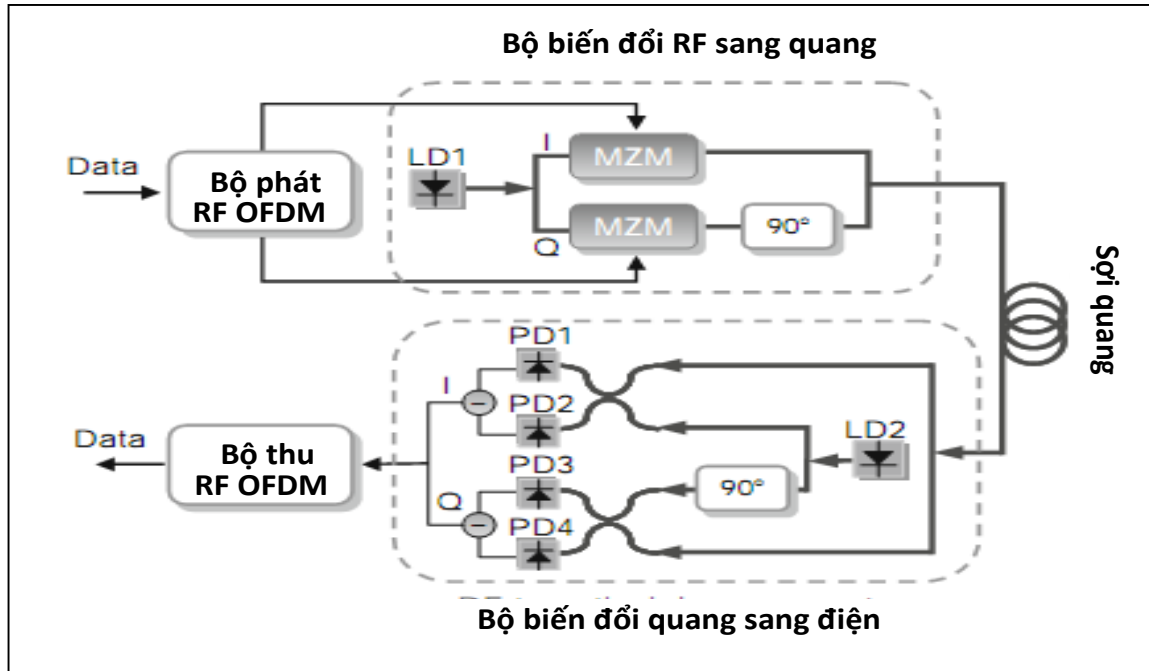 Bộ biến đổi RF sang quang
Data
Bộ phát
RF OFDM
LD1
I
MZM
Q
MZM
90°
Sợi quang
PD1
I
PD2
LD2
Data
Bộ thu
RF OFDM
PD3
90°
Q
PD4
Bộ biến đổi quang sang điện